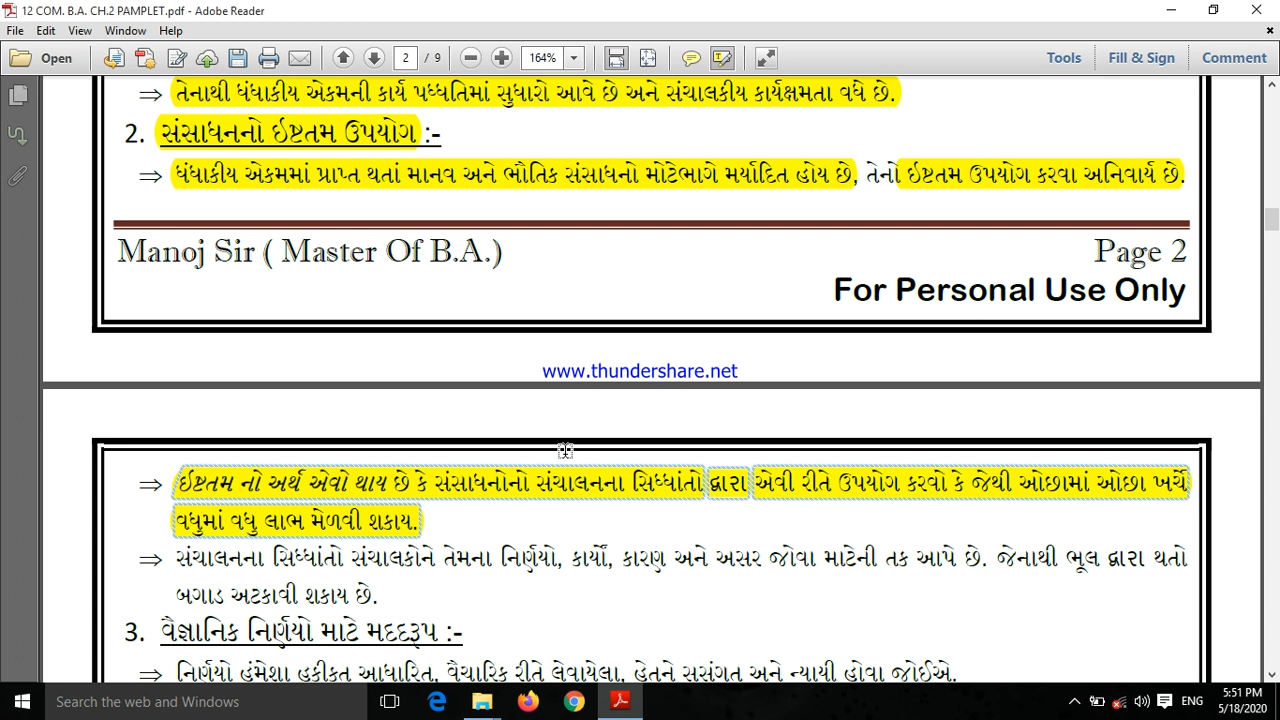 12 COM. B.A. CH.2 PAMPLET.pdf - Adobe Reader
File Edit View Window Help
Open 2 / 9 164% Tools Fill & Sign Comment
⇒ તેનાથી ધંધાકીય એકમની કાર્ય પધ્ધતિમાં સુધારો આવે છે અને સંચાલકીય કાર્યક્ષમતા વધે છે.
2. સંસાધનનો ઇષ્ટતમ ઉપયોગ :-
⇒ ધંધાકીય એકમમાં પ્રાપ્ત થતાં માનવ અને ભૌતિક સંસાધનો મોટેભાગે મર્યાદિત હોય છે, તેનો ઇષ્ટતમ ઉપયોગ કરવા અનિવાર્ય છે.
Manoj Sir ( Master Of B.A.) Page 2
For Personal Use Only
www.thundershare.net
⇒ ઇષ્ટતમ નો અર્થ એવો થાય છે કે સંસાધનોનો સંચાલનના સિધ્ધાંતો દ્વારા એવી રીતે ઉપયોગ કરવો કે જેથી ઓછામાં ઓછા ખર્ચે
વધુમાં વધુ લાભ મેળવી શકાય.
⇒ સંચાલનના સિધ્ધાંતો સંચાલકોને તેમના નિર્ણયો, કાર્યો, કારણ અને અસર જોવા માટેની તક આપે છે. જેનાથી ભૂલ દ્વારા થતો
બગાડ અટકાવી શકાય છે.
3. વૈજ્ઞાનિક નિર્ણયો માટે મદદરૂપ :-
⇒ નિર્ણયો હંમેશા હકીકત આધારિત, વૈચારિક રીતે લેવાયેલા, હેતુને સુસંગત અને ન્યાયી હોવા જોઈએ.
Search the web and Windows ENG 5:51 PM
5/18/2020